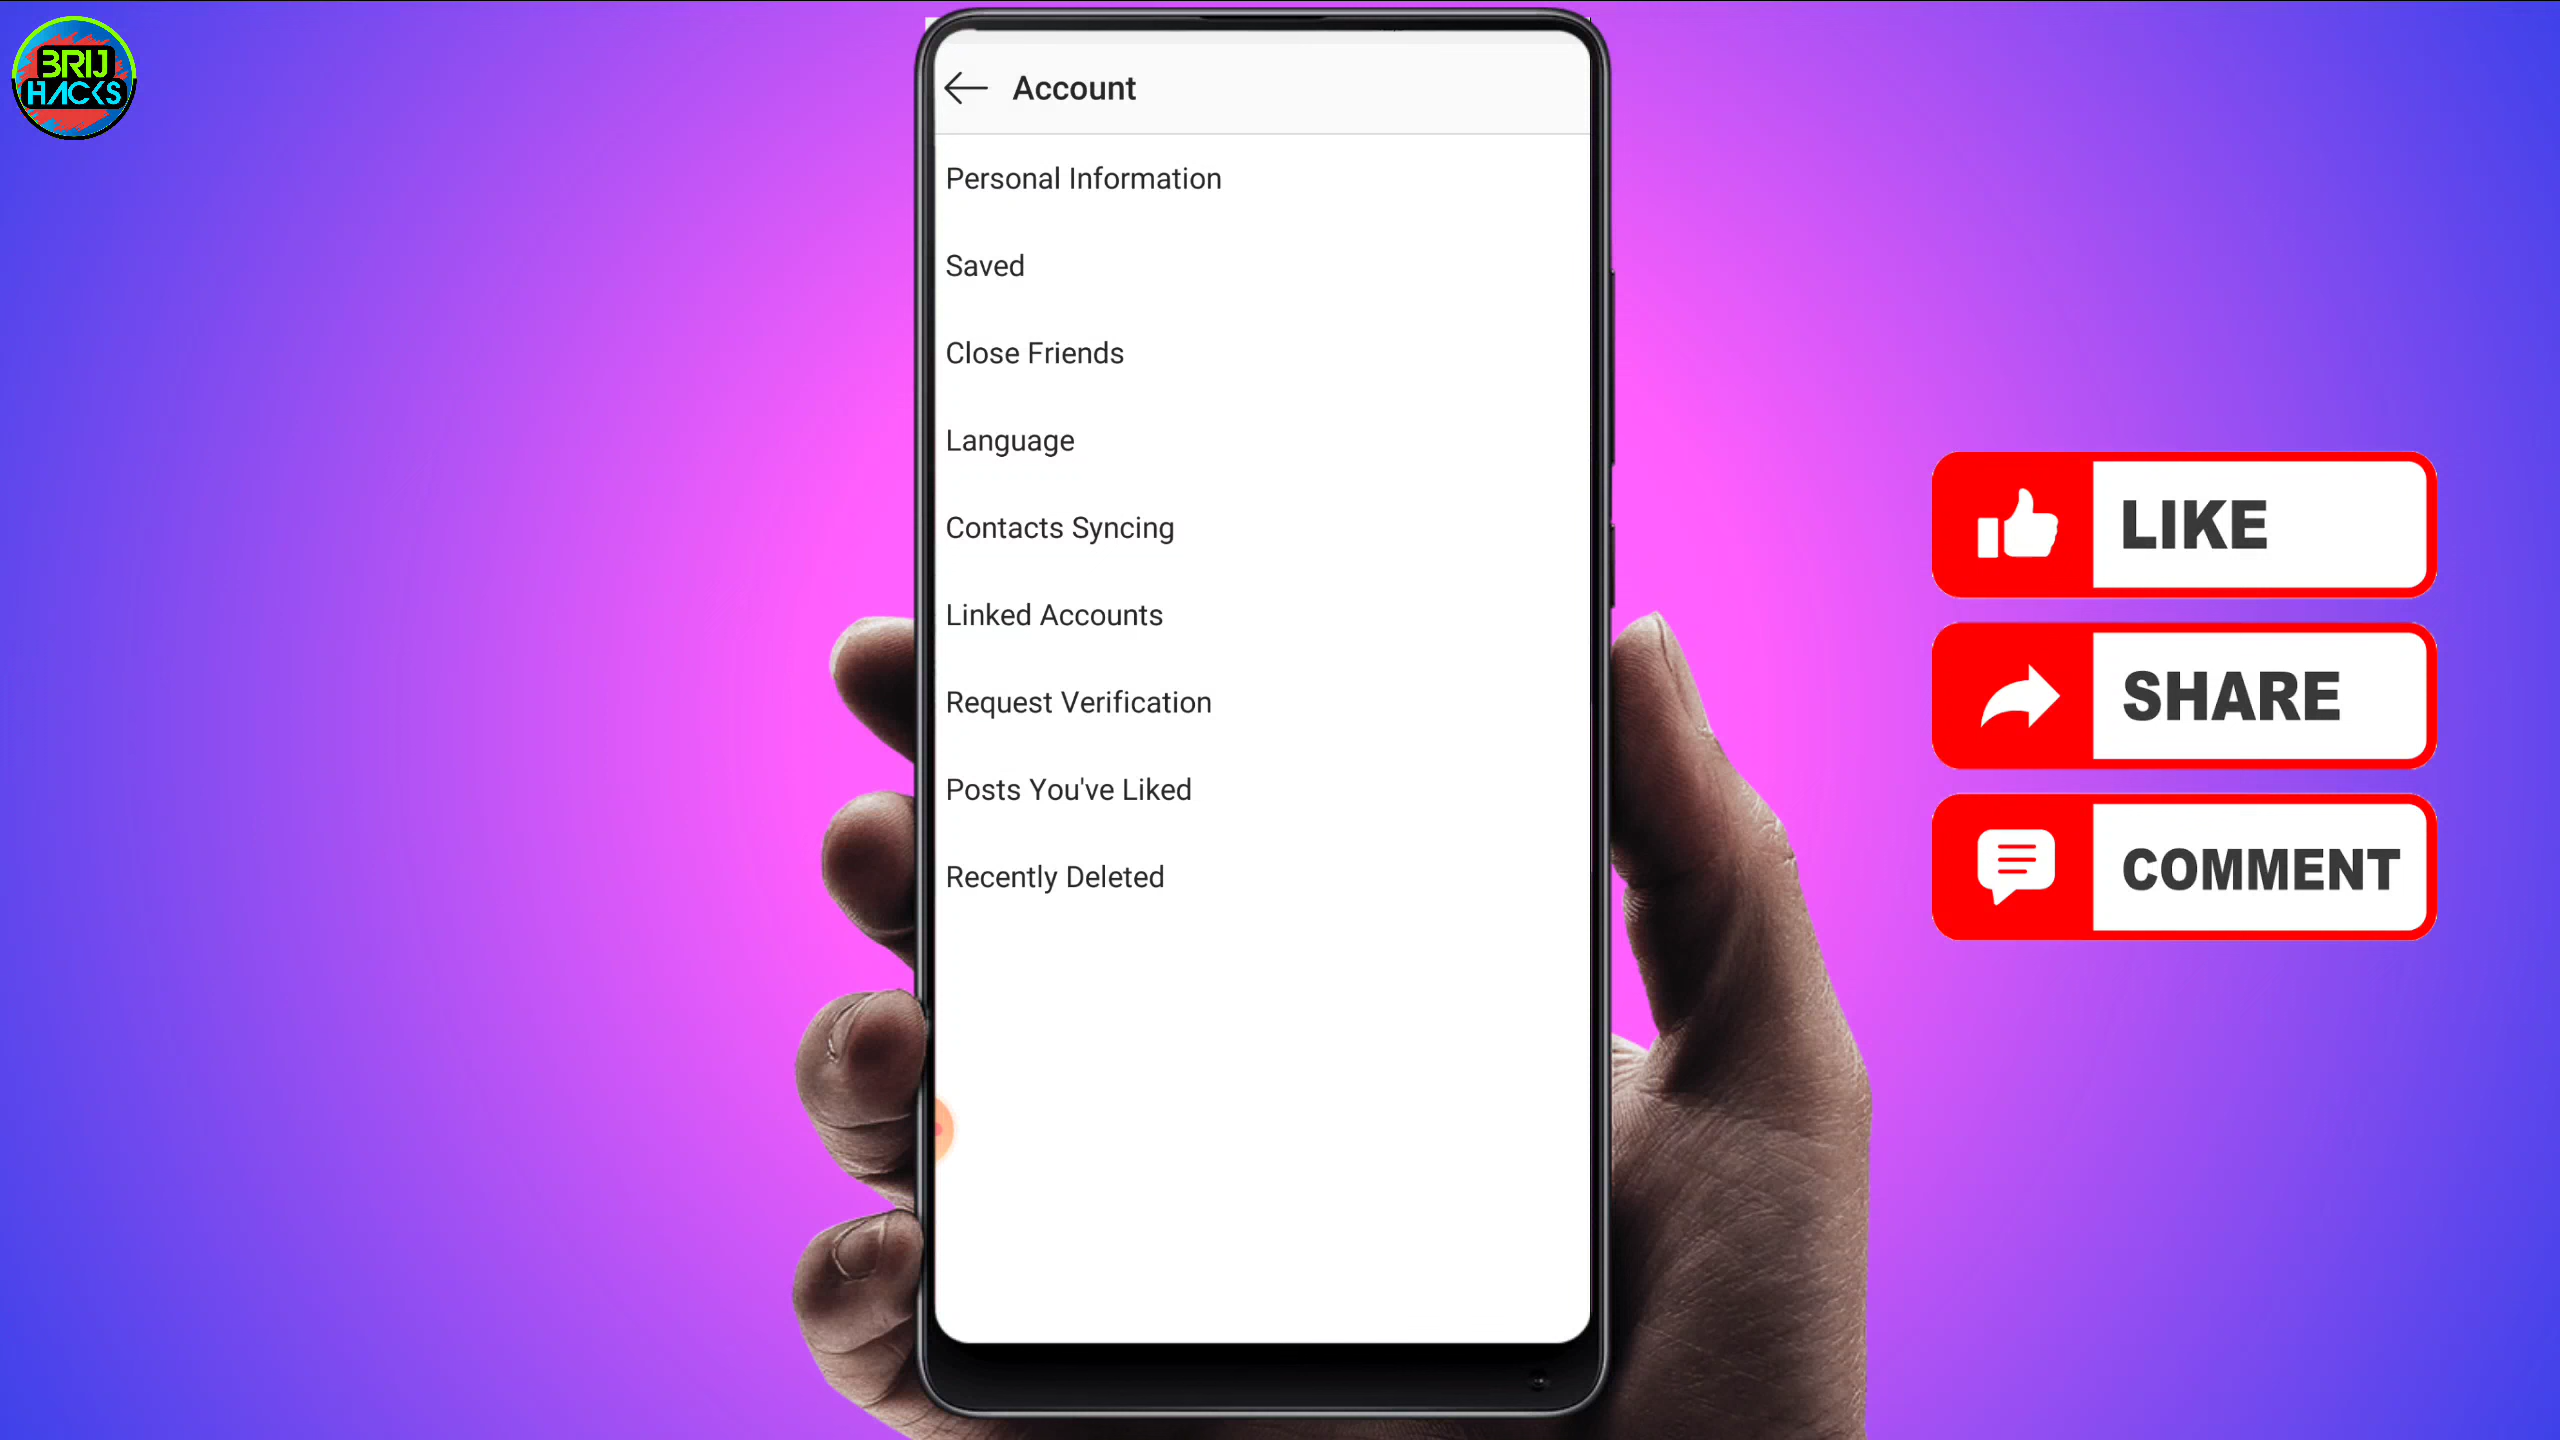 BRIJ
HACKS
Account
Personal Information
Saved
Close Friends
Language
Contacts Syncing
Linked Accounts
Request Verification
Posts You've Liked
Recently Deleted
LIKE
SHARE
COMMENT